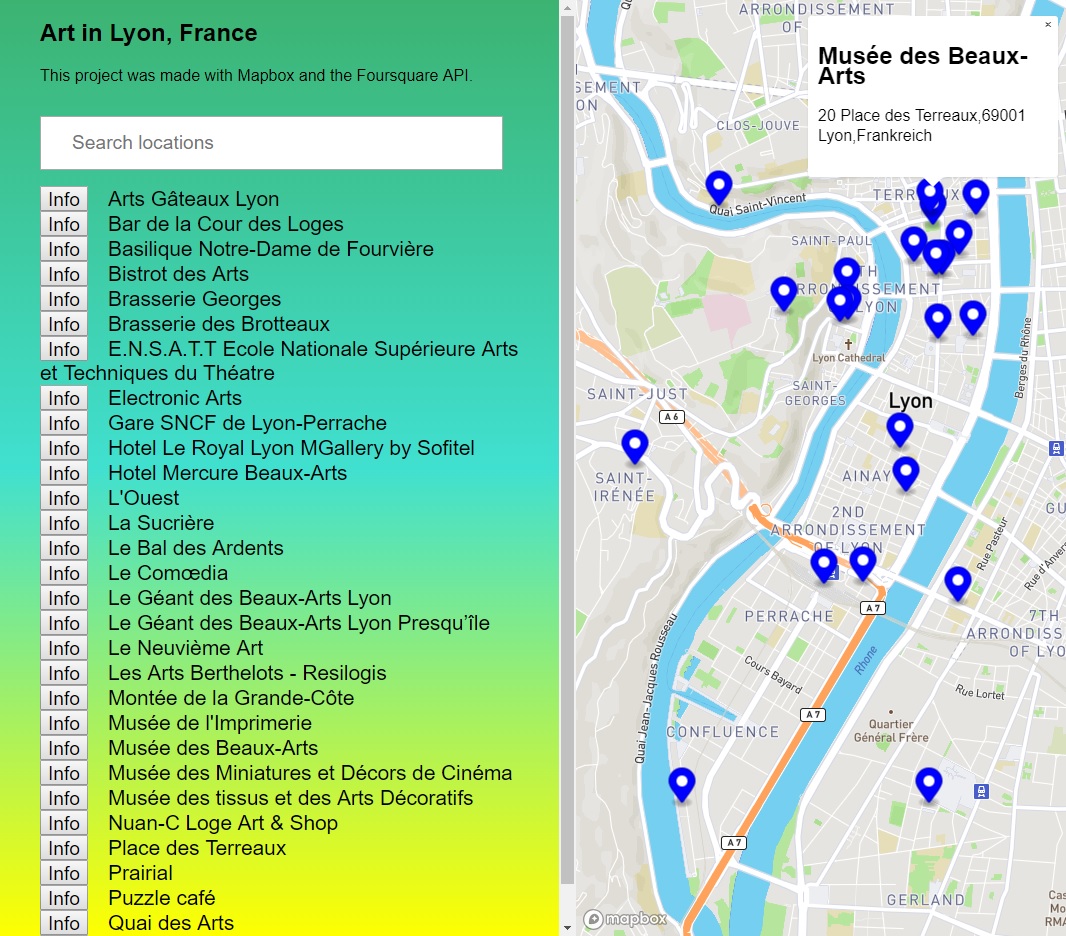 Art in Lyon, France
This project was made with Mapbox and the Foursquare API.
Search locations
Info Arts Gâteaux Lyon
Info Bar de la Cour des Loges
Info Basilique Notre-Dame de Fourvière
Info Bistrot des Arts
Info Brasserie Georges
Info Brasserie des Brotteaux
Info E.N.S.A.T.T Ecole Nationale Supérieure Arts
et Techniques du Théatre
Info Electronic Arts
Info Gare SNCF de Lyon-Perrache
Info Hotel Le Royal Lyon MGallery by Sofitel
Info Hotel Mercure Beaux-Arts
Info L'Ouest
Info La Sucrière
Info Le Bal des Ardents
Info Le Comœdia
Info Le Géant des Beaux-Arts Lyon
Info Le Géant des Beaux-Arts Lyon Presqu’île
Info Le Neuvième Art
Info Les Arts Berthelots - Resilogis
Info Montée de la Grande-Côte
Info Musée de l'Imprimerie
Info Musée des Beaux-Arts
Info Musée des Miniatures et Décors de Cinéma
Info Musée des tissus et des Arts Décoratifs
Info Nuan-C Loge Art & Shop
Info Place des Terreaux
Info Prairial
Info Puzzle café
Info Quai des Arts
ARRONDISSEMENT
OF
×
Musée des Beaux-
Arts
20 Place des Terreaux,69001
Lyon,Frankreich
SEMENT
ON
CLOS-JOUVE
Quai Saint-Vincent
TERREAUX
SAINT-PAUL
TH
ARRONDISSEMENT
OF LYON
Lyon Cathedral
Berges du Rhône
SAINT-JUST
SAINT-
GEORGES
Lyon
A 6
SAINT-
IRÉNÉE
AINAY
2ND
ARRONDISSEMENT
OF LYON
GU
Rue Pasteur
Rue d'Anvers
PERRACHE
A 7
7TH
ARRONDISS
OF LYO
Quai Jean-Jacques Rousseau
Rhone
Cours Bayard
Rue Lortet
A 7
CONFLUENCE
Quartier
Général Frère
A 7
GERLAND
Cas
Mo
RMA
mapbox